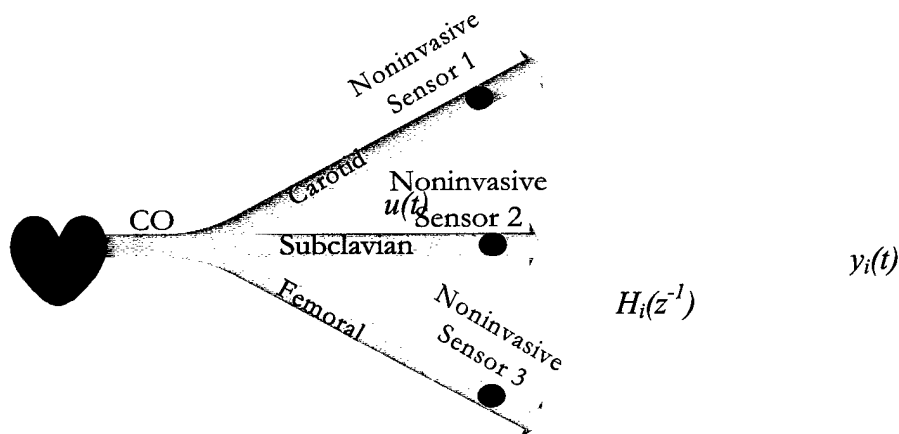 Noninvasive
Sensor 1
Carotid
Noninvasive
u(t)
Sensor 2
CO
Subclavian
y_i(t)
Femoral
H_i(z^{-1})
Noninvasive
Sensor 3